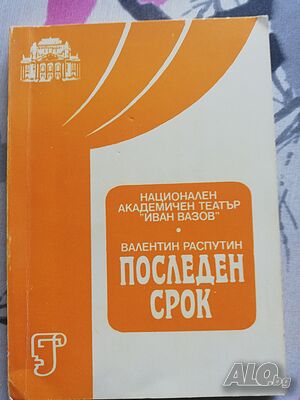 НАЦИОНАЛЕН
АКАДЕМИЧЕН ТЕАТЪР
"ИВАН ВАЗОВ"
•
ВАЛЕНТИН РАСПУТИН
ПОСЛЕДЕН
СРОК
ALO.bg